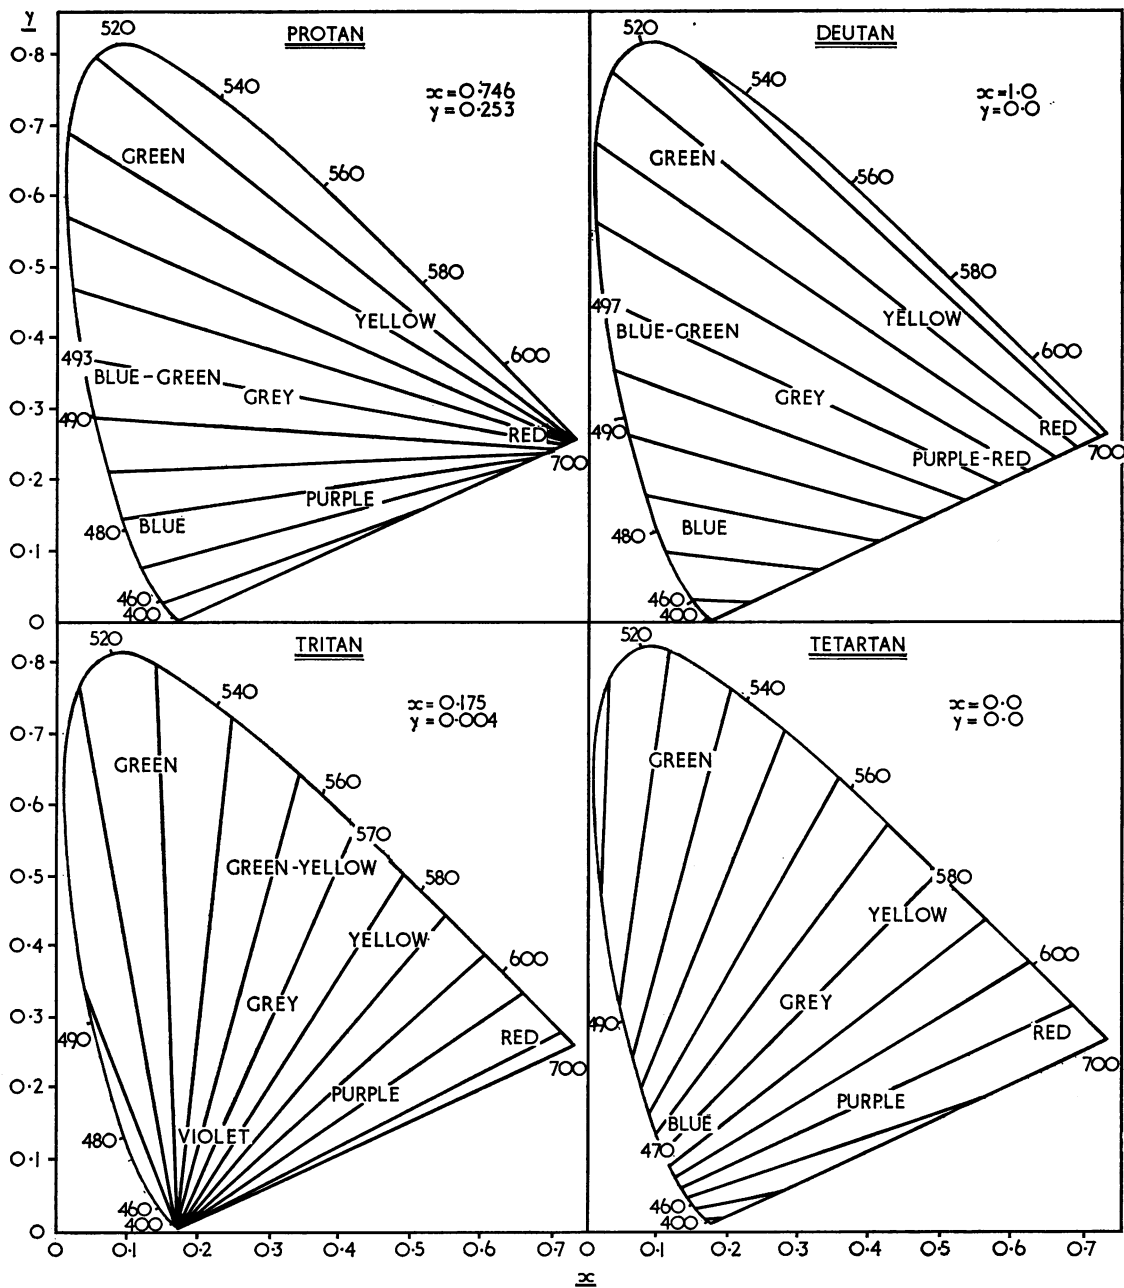 y
PROTAN
x=0·746
y=0·253
520
540
560
580
600
700
493
490
480
460
400
GREEN
YELLOW
BLUE-GREEN
GREY
RED
PURPLE
BLUE
0·8
0·7
0·6
0·5
0·4
0·3
0·2
0·1
0
DEUTAN
x=1·0
y=0·0
520
540
560
580
600
700
497
490
480
460
400
GREEN
YELLOW
BLUE-GREEN
GREY
RED
PURPLE-RED
BLUE
TRITAN
x=0·175
y=0·004
520
540
560
570
580
600
700
490
480
460
400
GREEN
GREEN-YELLOW
YELLOW
GREY
RED
PURPLE
VIOLET
0·8
0·7
0·6
0·5
0·4
0·3
0·2
0·1
0
0
0·1
0·2
0·3
0·4
0·5
0·6
0·7
TETARTAN
x=0·0
y=0·0
520
540
560
580
600
700
490
470
460
400
GREEN
YELLOW
GREY
RED
PURPLE
BLUE
0
0·1
0·2
0·3
0·4
0·5
0·6
0·7
x